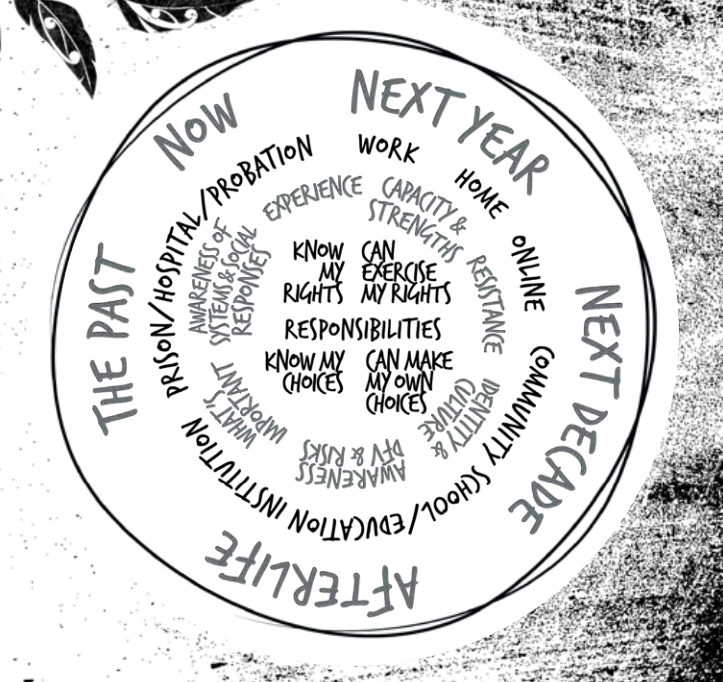 NOW
NEXT YEAR
NEXT DECADE
AFTERLIFE
THE PAST
PRISON/HOSPITAL/PROBATION
WORK
HOME
ONLINE
COMMUNITY
SCHOOL/EDUCATION INSTITUTION
EXPERIENCE
CAPACITY &
STRENGTHS
RESISTANCE
IDENTITY &
CULTURE
AWARENESS
DFV & RISKS
WHAT'S
IMPORTANT
AWARENESS OF
SYSTEMS & SOCIAL
RESPONSES
KNOW
MY
RIGHTS
CAN
EXERCISE
MY RIGHTS
RESPONSIBILITIES
KNOW MY
CHOICES
CAN MAKE
MY OWN
CHOICES